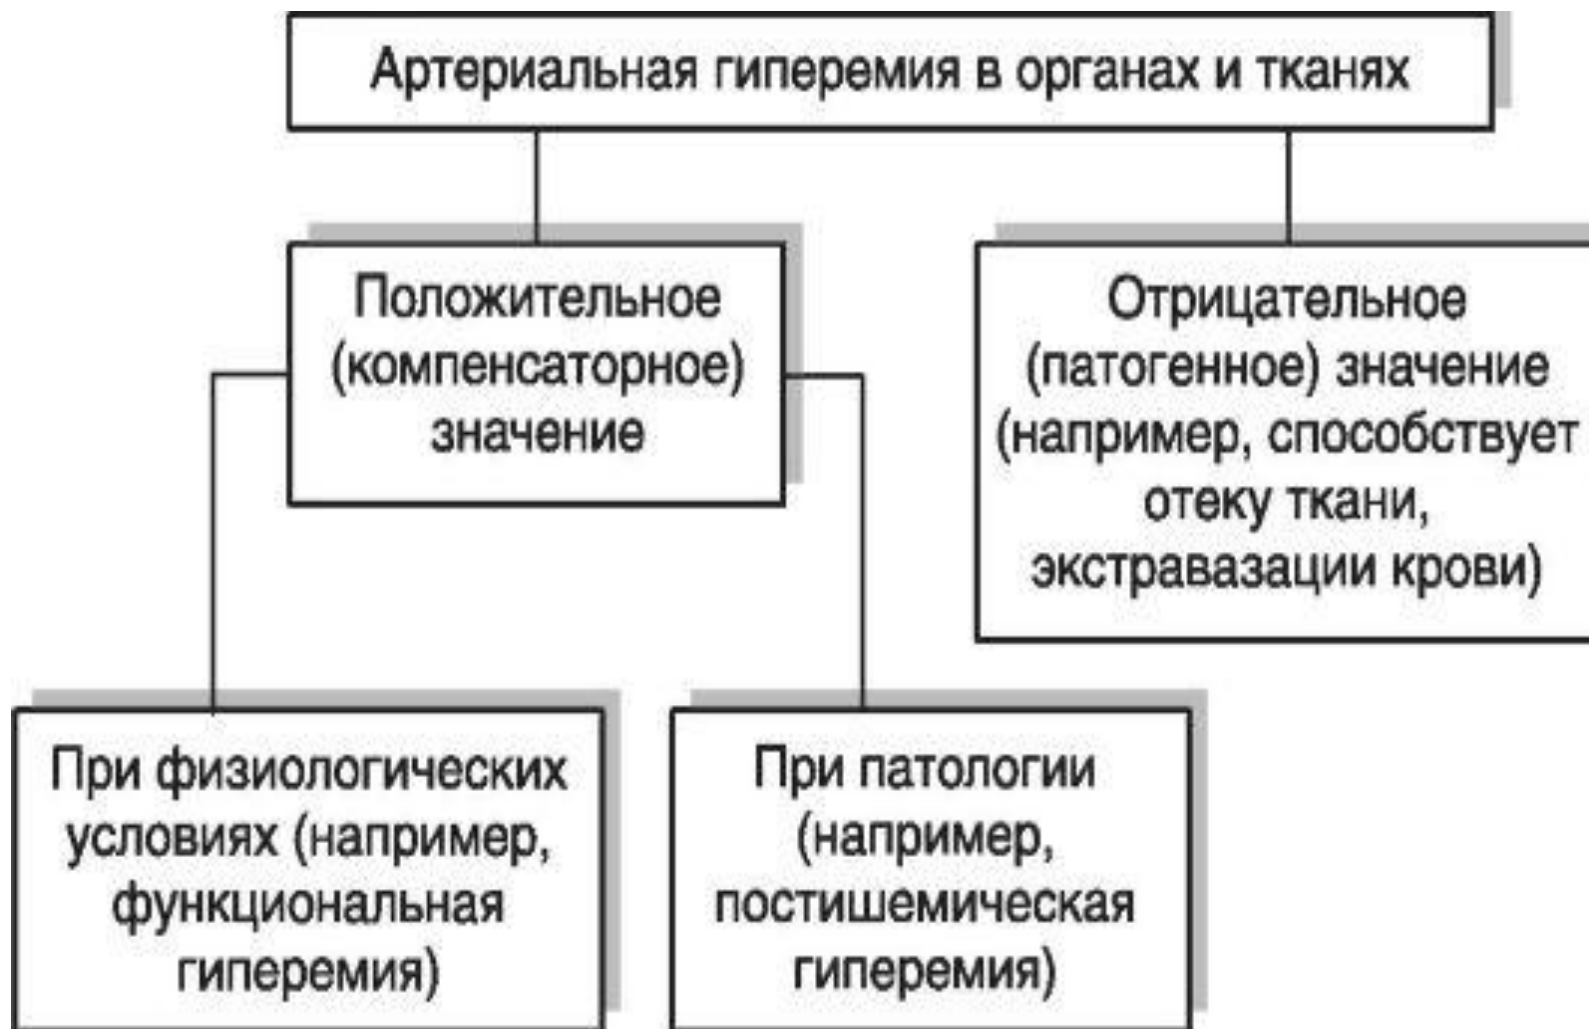 Артериальная гиперемия в органах и тканях
Положительное
(компенсаторное)
значение
Отрицательное
(патогенное) значение
(например, способствует
отеку ткани,
экстравазации крови)
При физиологических
условиях (например,
функциональная
гиперемия)
При патологии
(например,
постишемическая
гиперемия)